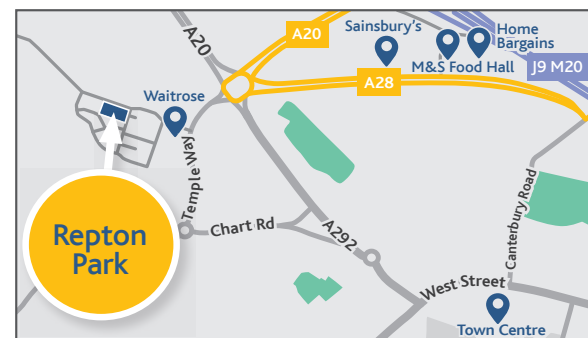 A20
A20
Sainsbury's
Home
Bargains
M&S Food Hall
J9 M20
A28
Waitrose
Temple Way
Repton
Park
Chart Rd
A292
Canterbury Road
West Street
Town Centre